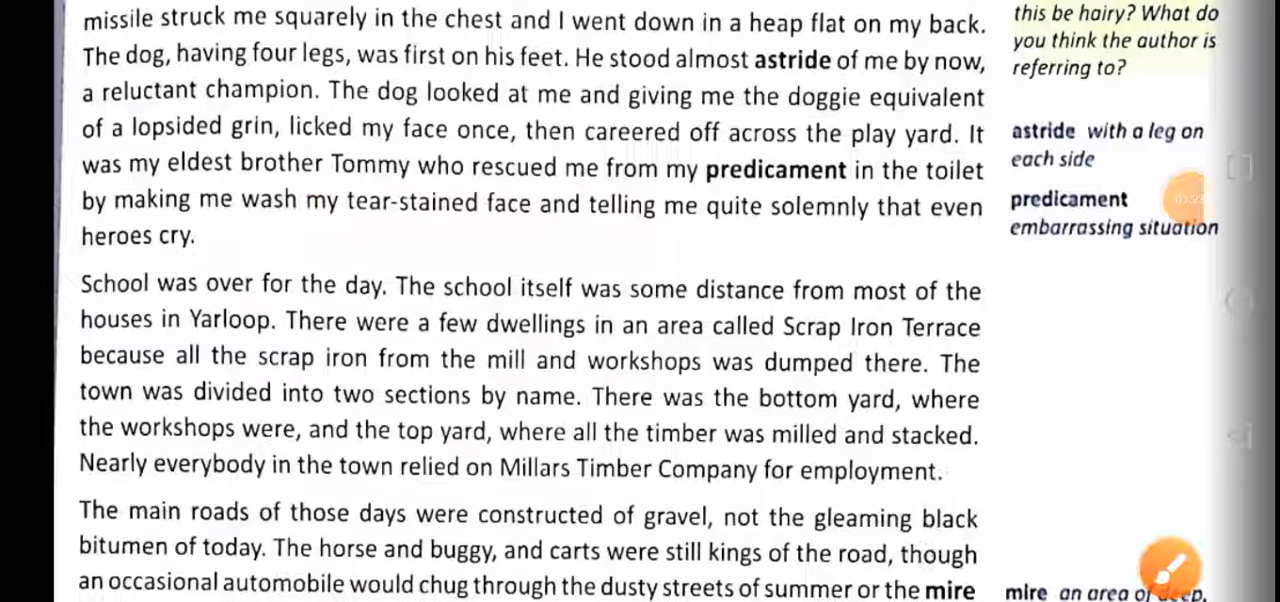 missile struck me squarely in the chest and I went down in a heap flat on my back.
The dog, having four legs, was first on his feet. He stood almost astride of me by now,
a reluctant champion. The dog looked at me and giving me the doggie equivalent
of a lopsided grin, licked my face once, then careered off across the play yard. It
was my eldest brother Tommy who rescued me from my predicament in the toilet
by making me wash my tear-stained face and telling me quite solemnly that even
heroes cry.
School was over for the day. The school itself was some distance from most of the
houses in Yarloop. There were a few dwellings in an area called Scrap Iron Terrace
because all the scrap iron from the mill and workshops was dumped there. The
town was divided into two sections by name. There was the bottom yard, where
the workshops were, and the top yard, where all the timber was milled and stacked.
Nearly everybody in the town relied on Millars Timber Company for employment.
The main roads of those days were constructed of gravel, not the gleaming black
bitumen of today. The horse and buggy, and carts were still kings of the road, though
an occasional automobile would chug through the dusty streets of summer or the mire
this be hairy? What do
you think the author is
referring to?
astride with a leg on
each side
predicament
embarrassing situation
mire an area of deep,